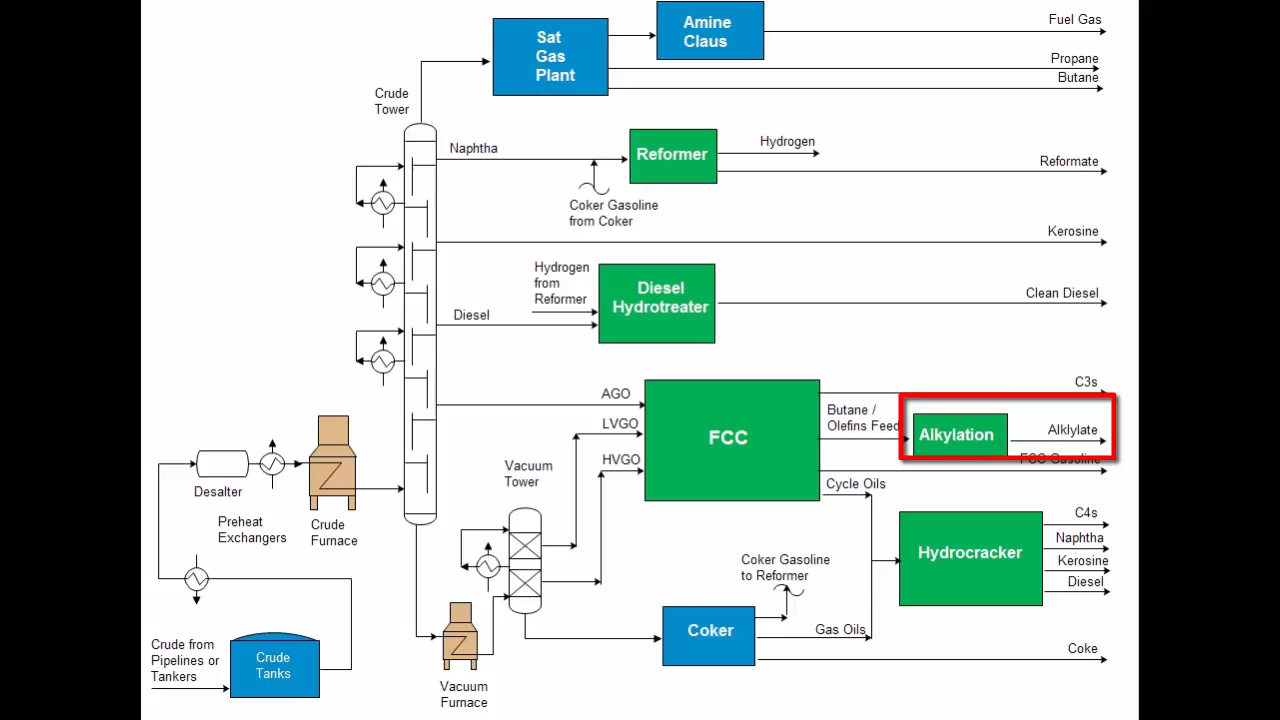 Sat
Gas
Plant
Amine
Claus
Fuel Gas
Propane
Butane
Crude
Tower
Naphtha
Reformer
Hydrogen
Reformate
Coker Gasoline
from Coker
Kerosine
Hydrogen
from
Reformer
Diesel
Diesel
Hydrotreater
Clean Diesel
AGO
LVGO
HVGO
FCC
C3s
Butane /
Olefins Feed
Alkylation
Alklylate
FCC Gasoline
Cycle Oils
Vacuum
Tower
Desalter
Preheat
Exchangers
Crude
Furnace
Hydrocracker
C4s
Naphtha
Kerosine
Diesel
Coker Gasoline
to Reformer
Coker
Gas Oils
Coke
Crude from
Pipelines or
Tankers
Crude
Tanks
Vacuum
Furnace